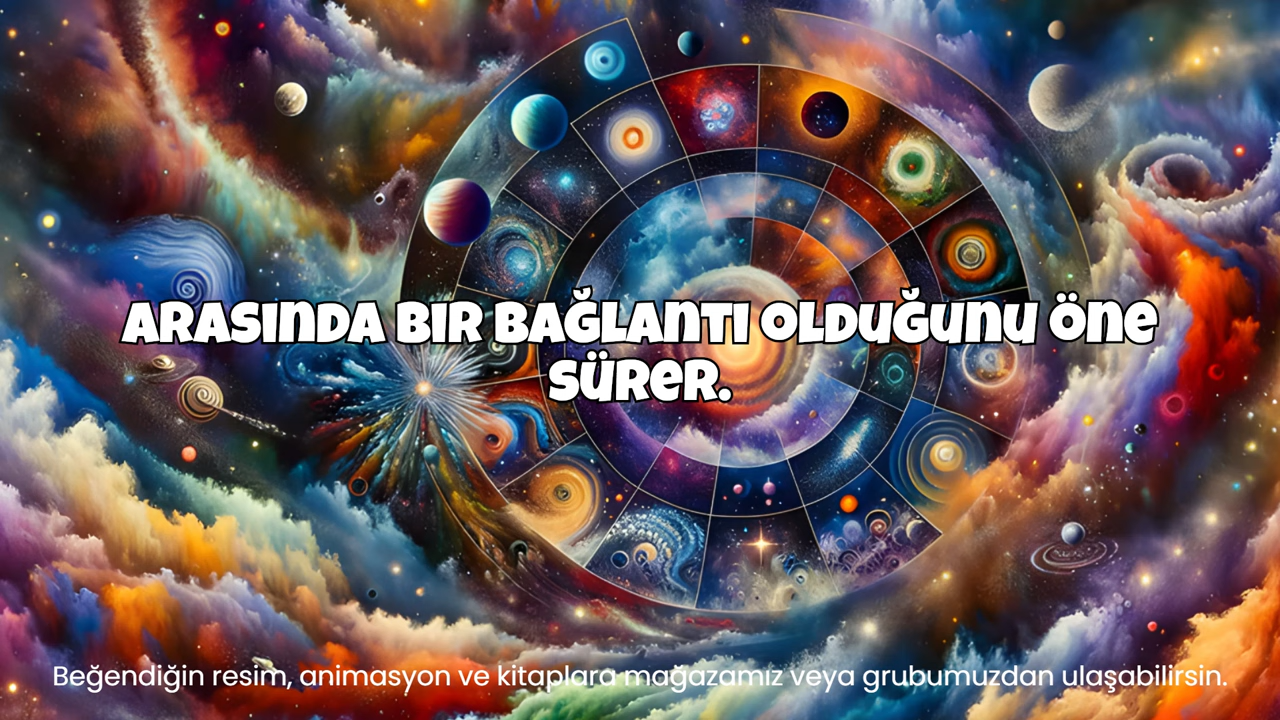 ARASINDA BIR BAĞLANTI OLDUĞUNU ÖNE
SÜRER.
Beğendiğin resim, animasyon ve kitaplara mağazamız veya grubumuzdan ulaşabilirsin.